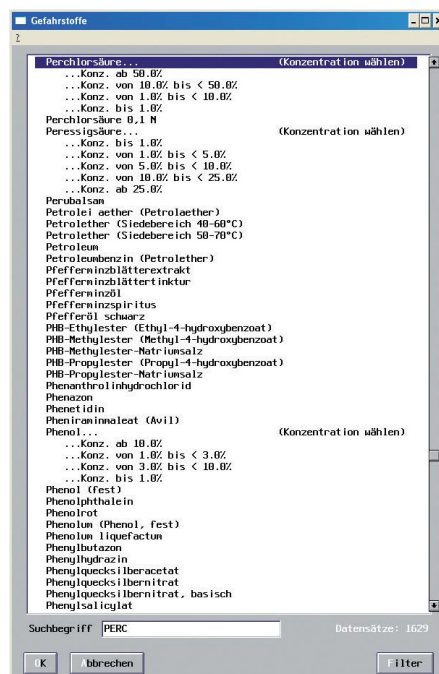 Gefahrstoffe
?
Perchlorsäure... (Konzentration wählen)
...Konz. ab 50.0%
...Konz. von 10.0% bis < 50.0%
...Konz. von 1.0% bis < 10.0%
...Konz. bis 1.0%
Perchlorsäure 0,1 N
Peressigsäure... (Konzentration wählen)
...Konz. bis 1.0%
...Konz. von 1.0% bis < 5.0%
...Konz. von 5.0% bis < 10.0%
...Konz. von 10.0% bis < 25.0%
...Konz. ab 25.0%
Perubalsam
Petrolei aether (Petrolaether)
Petrolether (Siedebereich 40-60°C)
Petrolether (Siedebereich 50-70°C)
Petroleum
Petroleumbenzin (Petrolether)
Pfefferminzblätterextrakt
Pfefferminzblättertinktur
Pfefferminzöl
Pfefferminzspiritus
Pfefferöl schwarz
PHB-Ethylester (Ethyl-4-hydroxybenzoat)
PHB-Methylester (Methyl-4-hydroxybenzoat)
PHB-Methylester-Natriumsalz
PHB-Propylester (Propyl-4-hydroxybenzoat)
PHB-Propylester-Natriumsalz
Phenanthrolinhydrochlorid
Phenazon
Phenetidin
Pheniraminmaleat (Avil)
Phenol... (Konzentration wählen)
...Konz. ab 10.0%
...Konz. von 1.0% bis < 3.0%
...Konz. von 3.0% bis < 10.0%
...Konz. bis 1.0%
Phenol (fest)
Phenolphthalein
Phenolrot
Phenolum (Phenol, fest)
Phenolum liquefactum
Phenylbutazon
Phenylhydrazin
Phenylquecksilberacetat
Phenylquecksilbernitrat
Phenylquecksilbernitrat, basisch
Phenylsalicylat
Suchbegriff PERC Datensätze: 1629
OK Abbrechen Filter